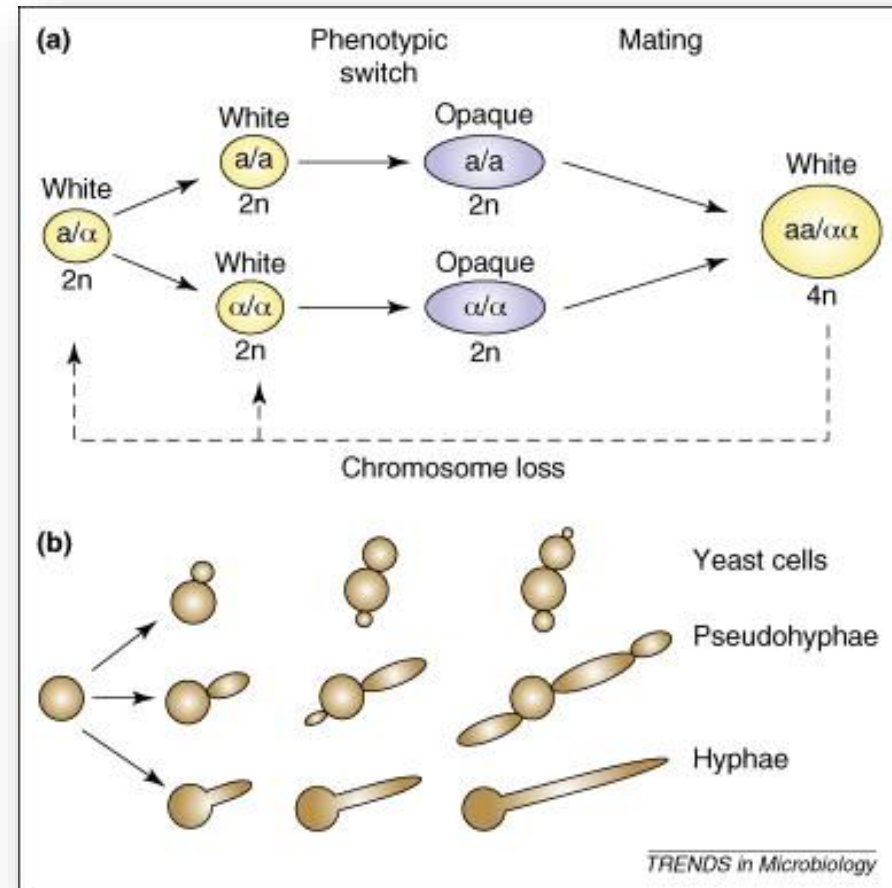 (a)
Phenotypic
switch
Mating
White
a/α
2n
White
a/a
2n
White
α/α
2n
Opaque
a/a
2n
Opaque
α/α
2n
White
aa/αα
4n
Chromosome loss
(b)
Yeast cells
Pseudohyphae
Hyphae
TRENDS in Microbiology